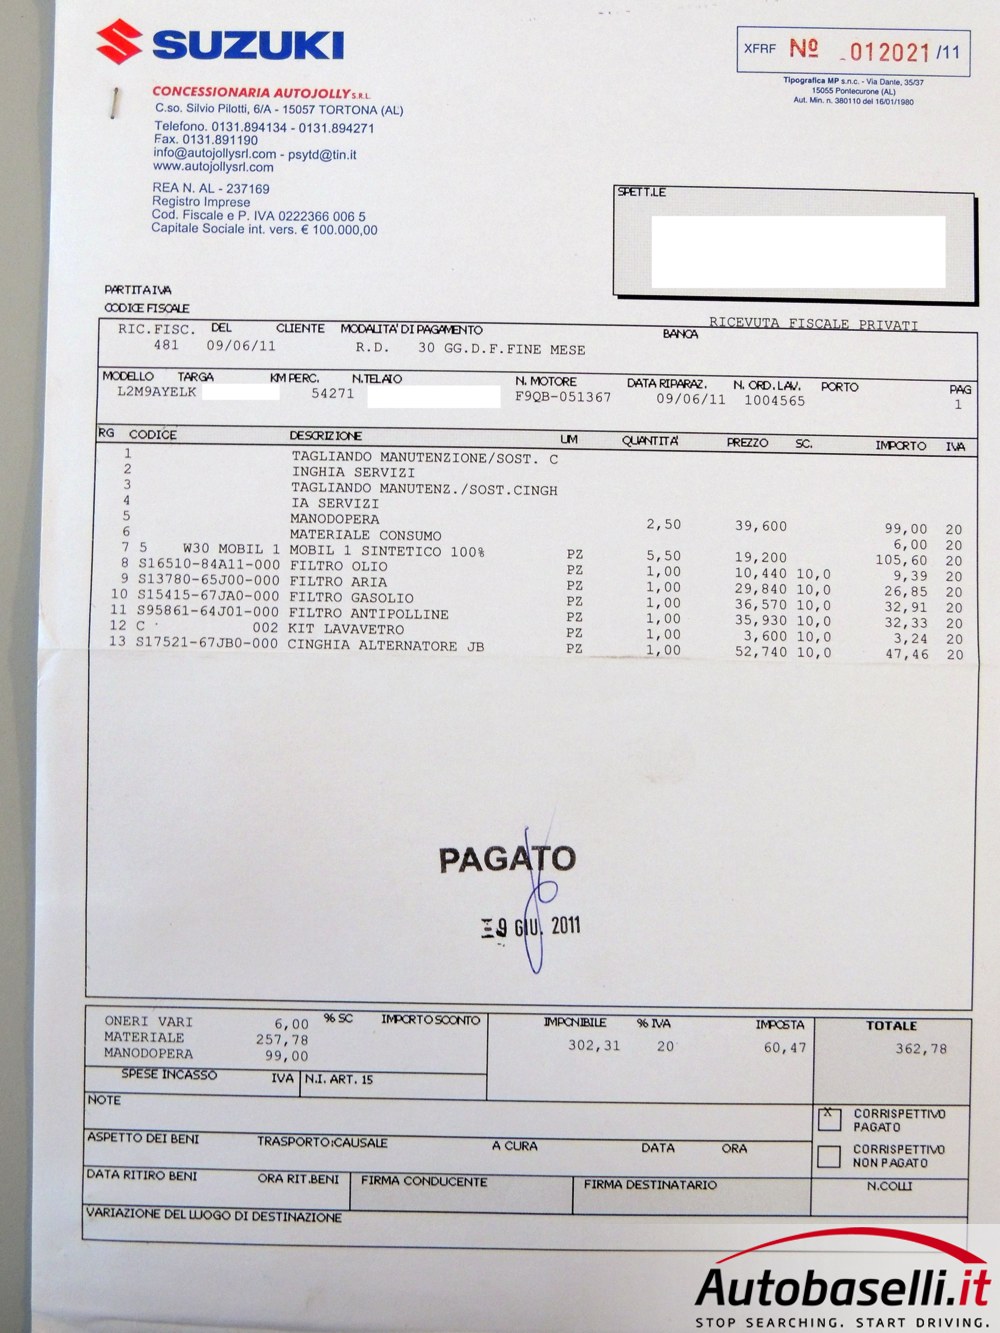 SUZUKI
CONCESSIONARIA AUTOJOLLY S.R.L.
C.so. Silvio Pilotti, 6/A - 15057 TORTONA (AL)
Telefono. 0131.894134 - 0131.894271
Fax. 0131.891190
info@autojollysrl.com - psytd@tin.it
www.autojollysrl.com
REA N. AL - 237169
Registro Imprese
Cod. Fiscale e P. IVA 0222366 006 5
Capitale Sociale int. vers. € 100.000,00
XFRF Nº 012021 /11
Tipografica MP s.n.c. - Via Dante, 35/37
15055 Pontecurone (AL)
Aut. Min. n. 380110 del 16/01/1980
SPETT.LE
PARTITA IVA
CODICE FISCALE
RICEVUTA FISCALE PRIVATI
RIC.FISC. DEL CLIENTE MODALITA' DI PAGAMENTO BANCA
481 09/06/11 R.D. 30 GG.D.F.FINE MESE
MODELLO TARGA KM PERC. N.TELAIO N. MOTORE DATA RIPARAZ. N. ORD.LAV. PORTO PAG
L2M9AYELK 54271 F9QB-051367 09/06/11 1004565 1
RG CODICE DESCRIZIONE UM QUANTITA' PREZZO SC. IMPORTO IVA
1 TAGLIANDO MANUTENZIONE/SOST. C
2 INGHIA SERVIZI
3 TAGLIANDO MANUTENZ./SOST.CINGH
4 IA SERVIZI
5 MANODOPERA 2,50 39,600 99,00 20
6 MATERIALE CONSUMO 6,00 20
7 5 W30 MOBIL 1 MOBIL 1 SINTETICO 100% PZ 5,50 19,200 105,60 20
8 S16510-84A11-000 FILTRO OLIO PZ 1,00 10,440 10,0 9,39 20
9 S13780-65J00-000 FILTRO ARIA PZ 1,00 29,840 10,0 26,85 20
10 S15415-67JA0-000 FILTRO GASOLIO PZ 1,00 36,570 10,0 32,91 20
11 S95861-64J01-000 FILTRO ANTIPOLLINE PZ 1,00 35,930 10,0 32,33 20
12 C 002 KIT LAVAVETRO PZ 1,00 3,600 10,0 3,24 20
13 S17521-67JB0-000 CINGHIA ALTERNATORE JB PZ 1,00 52,740 10,0 47,46 20
PAGATO
9 GIU. 2011
% SC IMPORTO SCONTO IMPONIBILE % IVA IMPOSTA TOTALE
ONERI VARI 6,00
MATERIALE 257,78 302,31 20 60,47 362,78
MANODOPERA 99,00
SPESE INCASSO IVA N.I. ART. 15
NOTE
X CORRISPETTIVO PAGATO
ASPETTO DEI BENI TRASPORTO:CAUSALE A CURA DATA ORA
CORRISPETTIVO NON PAGATO
DATA RITIRO BENI ORA RIT.BENI FIRMA CONDUCENTE FIRMA DESTINATARIO N.COLLI
VARIAZIONE DEL LUOGO DI DESTINAZIONE
Autobaselli.it
STOP SEARCHING. START DRIVING.